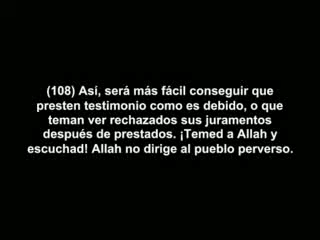 (108) Así, será más fácil conseguir que
presten testimonio como es debido, o que
teman ver rechazados sus juramentos
después de prestados. ¡Temed a Allah y
escuchad! Allah no dirige al pueblo perverso.